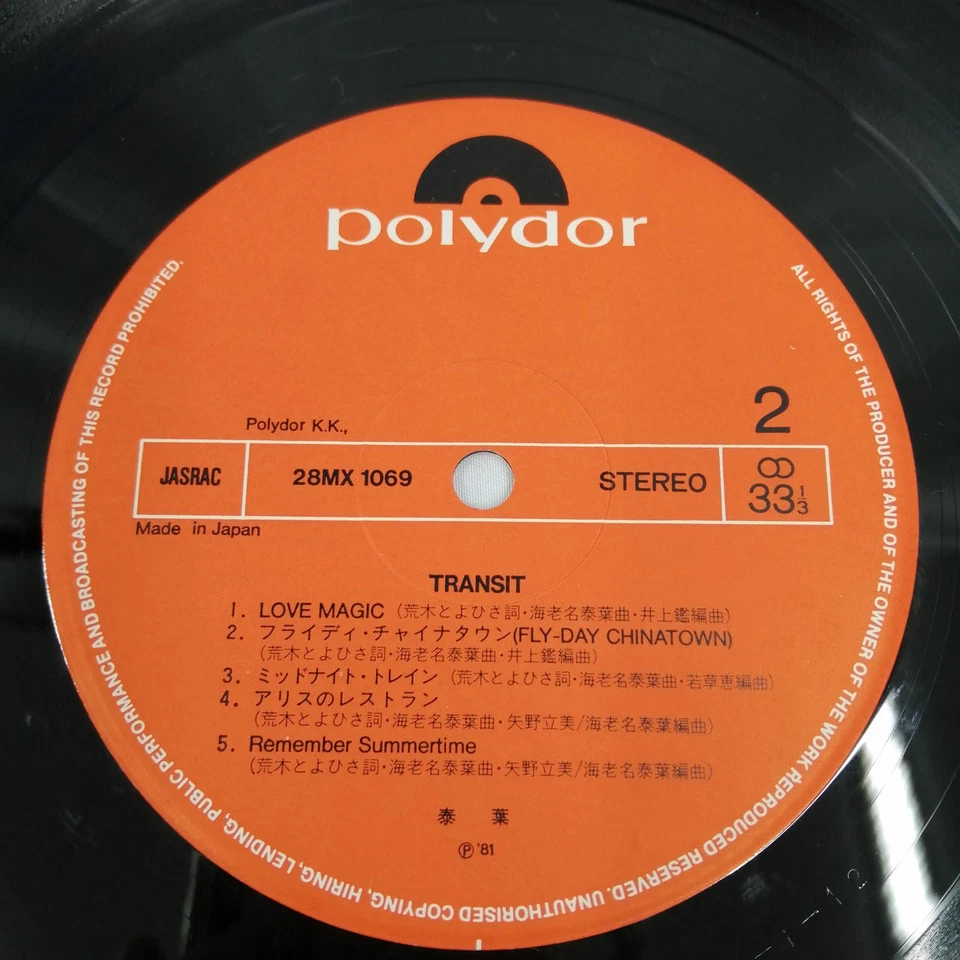 polydor
2
Polydor K.K.,
JASRAC 28MX 1069 STEREO 33⅓
Made in Japan
TRANSIT
1. LOVE MAGIC (荒木とよひさ詞・海老名泰葉曲・井上鑑編曲)
2. フライディ・チャイナタウン(FLY-DAY CHINATOWN)
(荒木とよひさ詞・海老名泰葉曲・井上鑑編曲)
3. ミッドナイト・トレイン (荒木とよひさ詞・海老名泰葉曲・若草恵編曲)
4. アリスのレストラン
(荒木とよひさ詞・海老名泰葉曲・矢野立美/海老名泰葉編曲)
5. Remember Summertime
(荒木とよひさ詞・海老名泰葉曲・矢野立美/海老名泰葉編曲)
泰 葉
Ⓟ '81
ALL RIGHTS OF THE PRODUCER AND OF THE OWNER OF THE WORK REPRODUCED RESERVED. UNAUTHORISED COPYING, HIRING, LENDING, PUBLIC PERFORMANCE AND BROADCASTING OF THIS RECORD PROHIBITED.